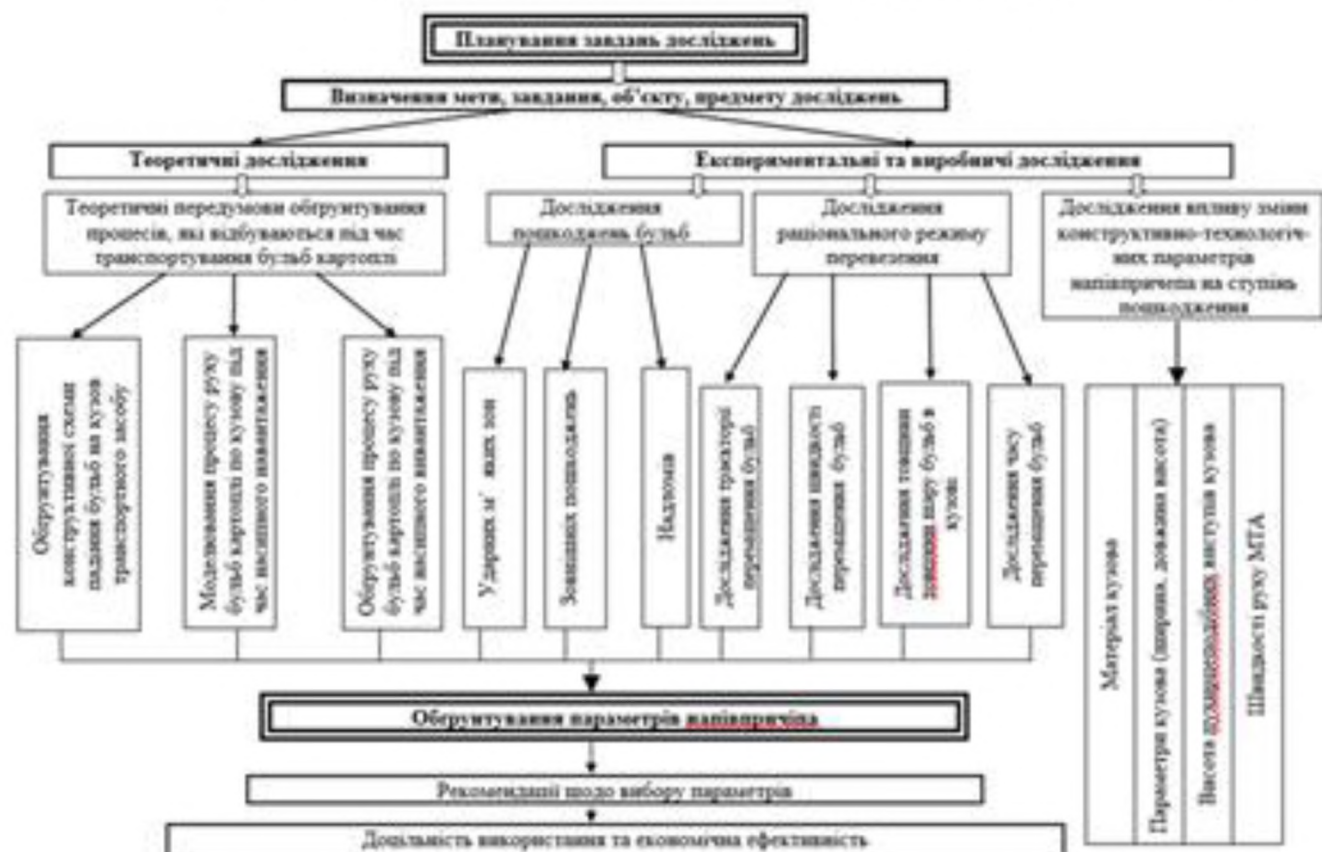 Планування завдань досліджень
Визначення мети, завдання, об'єкту, предмету досліджень
Теоретичні дослідження
Експериментальні та виробничі дослідження
Теоретичні передумови обґрунтування
процесів, які відбуваються під час
транспортування бульб картоплі
Дослідження
пошкоджень бульб
Дослідження
раціонального режиму
перевезення
Дослідження впливу зміни
конструктивно-технологіч-
них параметрів
напівпричепа на ступінь
пошкодження
Обґрунтування
конструктивної схеми
падання бульб на кузов
транспортного засобу
Моделювання процесу руху
бульб картоплі по кузову під
час насипного навантаження
Обґрунтування процесу руху
бульб картоплі по кузову під
час насипного вивантаження
Ударних м' яких зон
Зовнішніх пошкоджень
Надломів
Дослідження траєкторії
переміщення бульб
Дослідження швидкості
переміщення бульб
Дослідження товщини
шару бульб в
кузові
Дослідження часу
переміщення бульб
Матеріал кузова
Параметри кузова (ширина, довжина висота)
Висота виступів кузова
Швидкості руху МТА
Обґрунтування параметрів напівпричіпа
Рекомендації щодо вибору параметрів
Доцільність використання та економічна ефективність